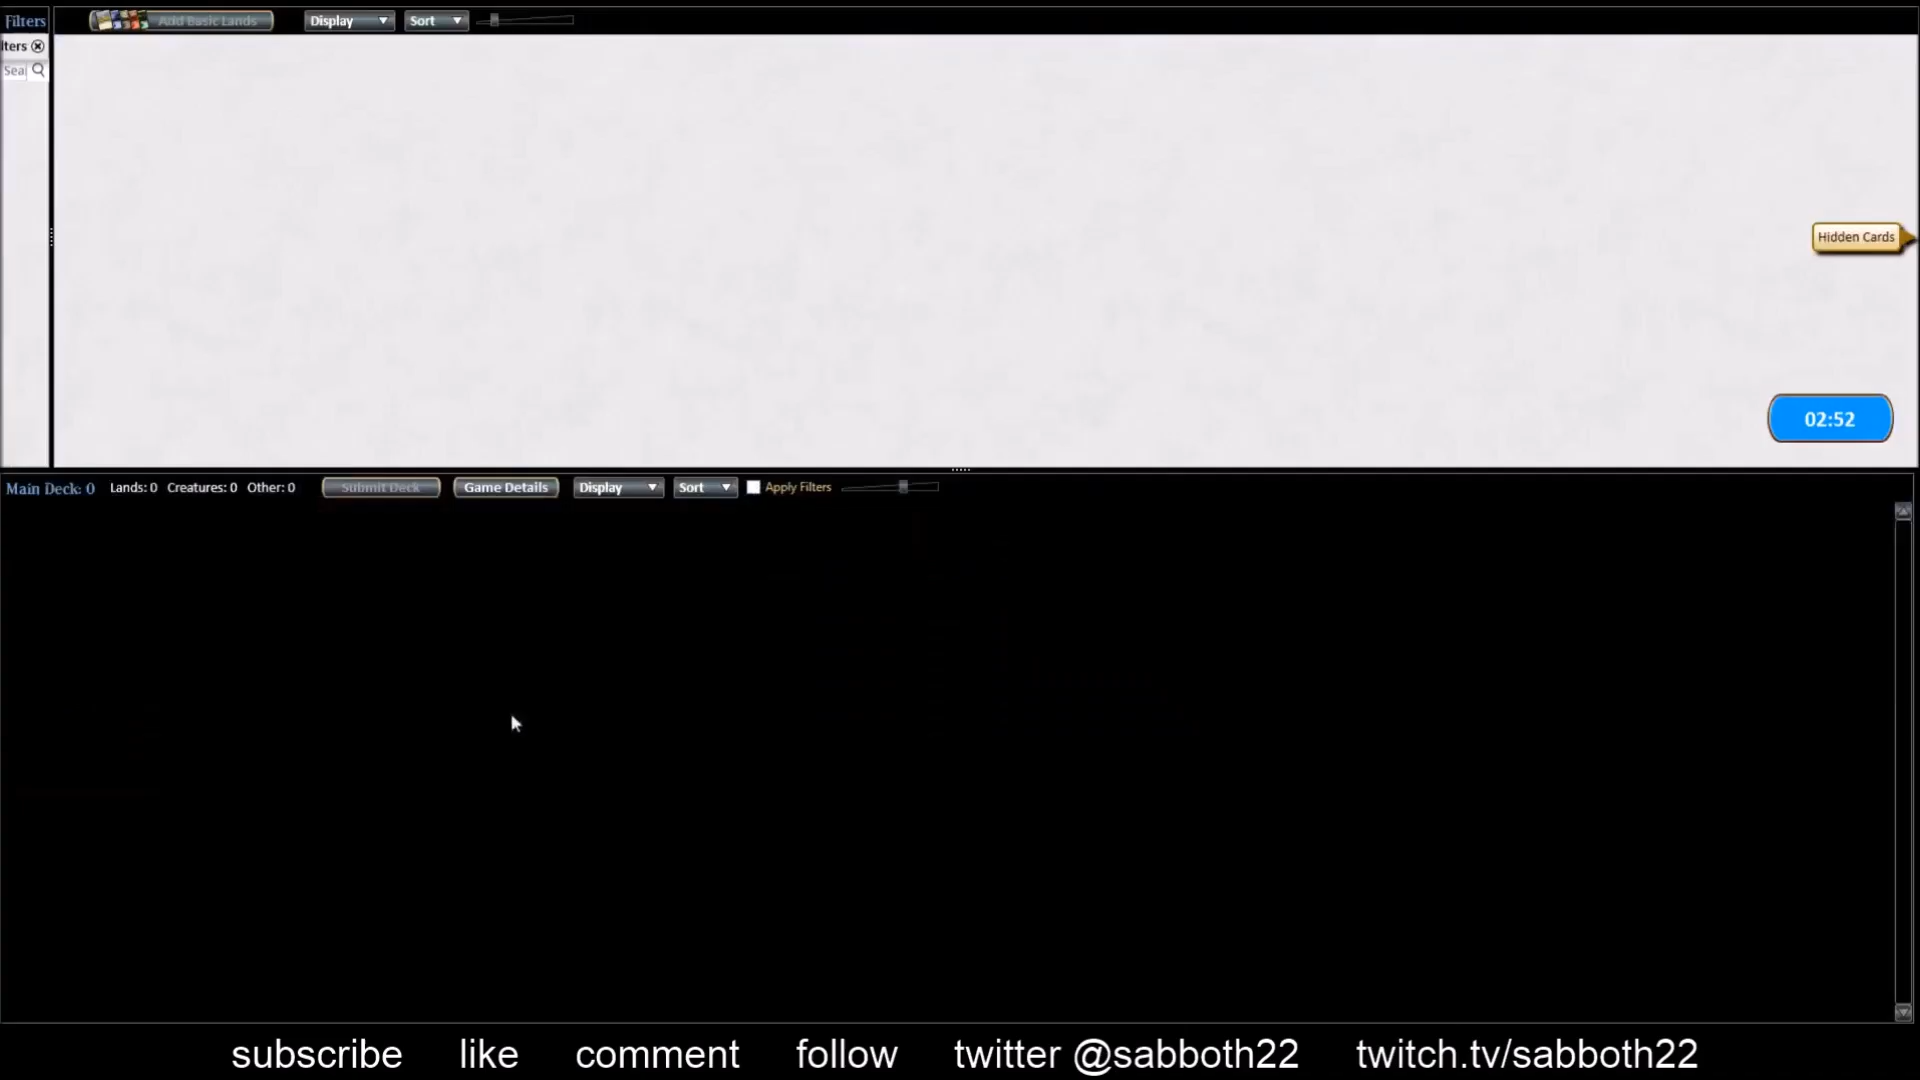 Filters Add Basic Lands Display Sort
lters
Sea
Hidden Cards
02:52
Main Deck: 0 Lands: 0 Creatures: 0 Other: 0 Submit Deck Game Details Display Sort Apply Filters
subscribe like comment follow twitter @sabboth22 twitch.tv/sabboth22